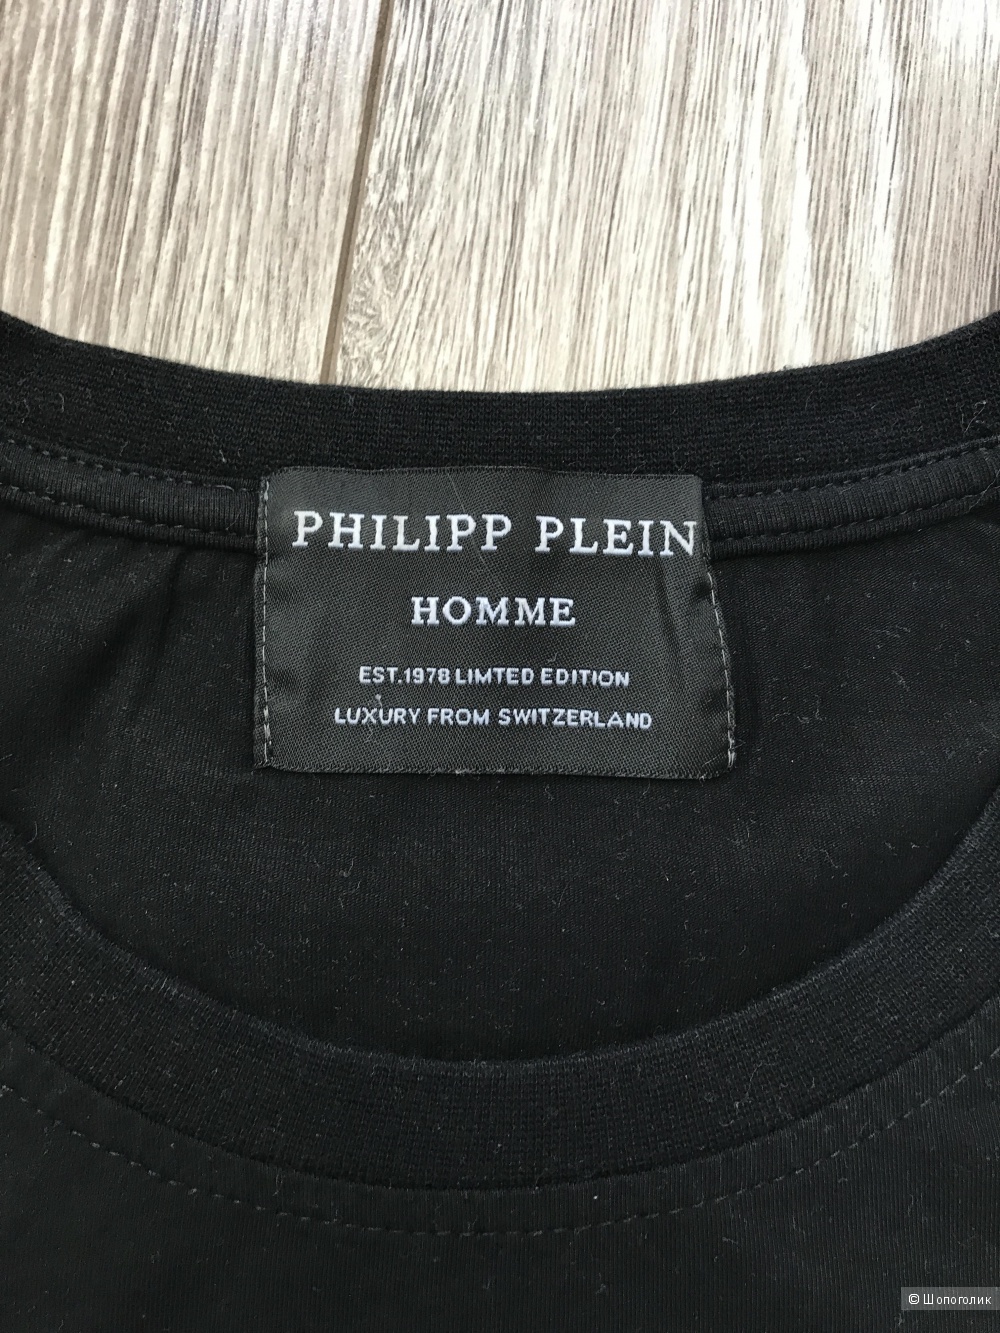 PHILIPP PLEIN
HOMME
EST.1978 LIMTED EDITION
LUXURY FROM SWITZERLAND
© Шопоголик